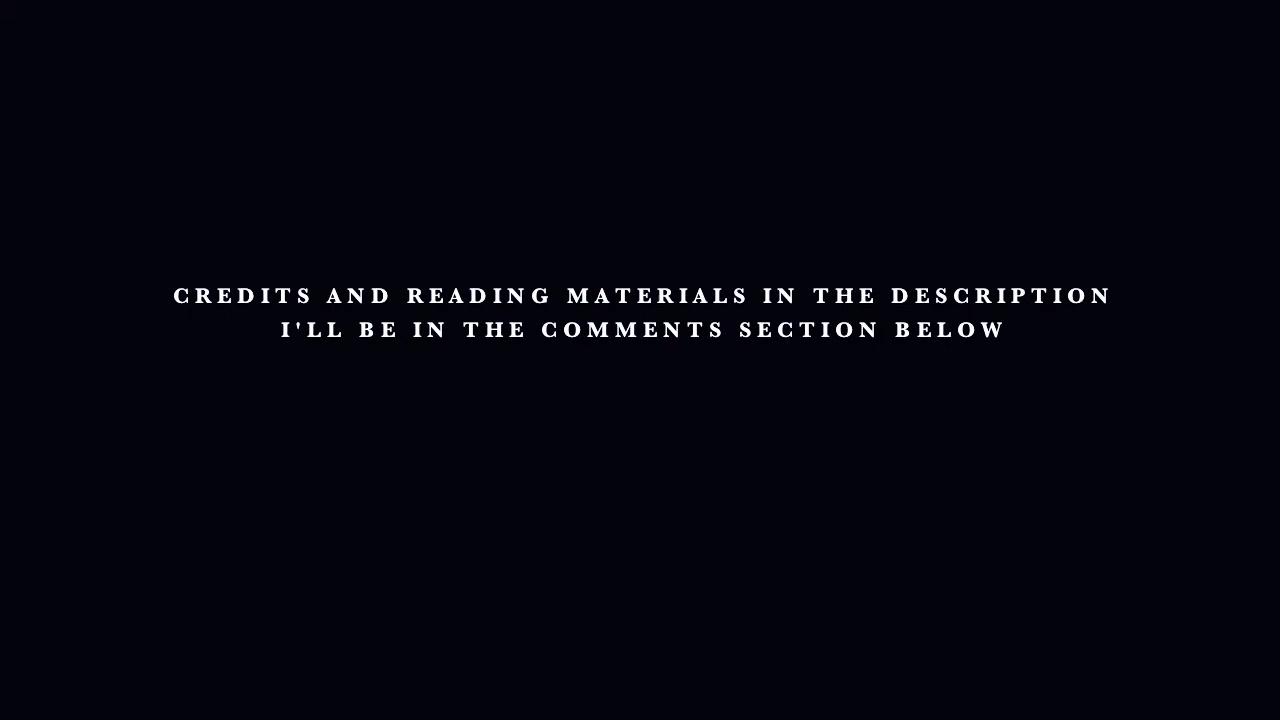 CREDITS AND READING MATERIALS IN THE DESCRIPTION
I'LL BE IN THE COMMENTS SECTION BELOW